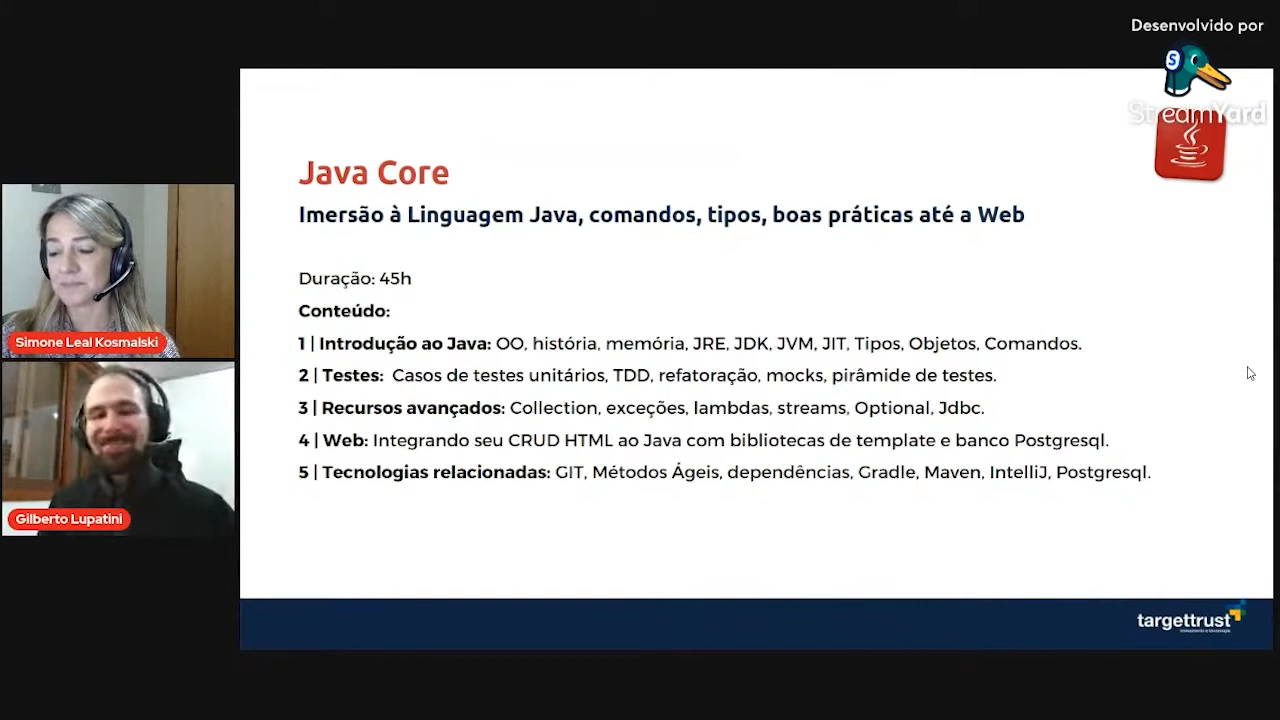 Desenvolvido por
StreamYard
Java Core
Imersão à Linguagem Java, comandos, tipos, boas práticas até a Web
Duração: 45h
Conteúdo:
1 | Introdução ao Java: OO, história, memória, JRE, JDK, JVM, JIT, Tipos, Objetos, Comandos.
2 | Testes: Casos de testes unitários, TDD, refatoração, mocks, pirâmide de testes.
3 | Recursos avançados: Collection, exceções, lambdas, streams, Optional, Jdbc.
4 | Web: Integrando seu CRUD HTML ao Java com bibliotecas de template e banco Postgresql.
5 | Tecnologias relacionadas: GIT, Métodos Ágeis, dependências, Gradle, Maven, IntelliJ, Postgresql.
Simone Leal Kosmalski
Gilberto Lupatini
targettrust